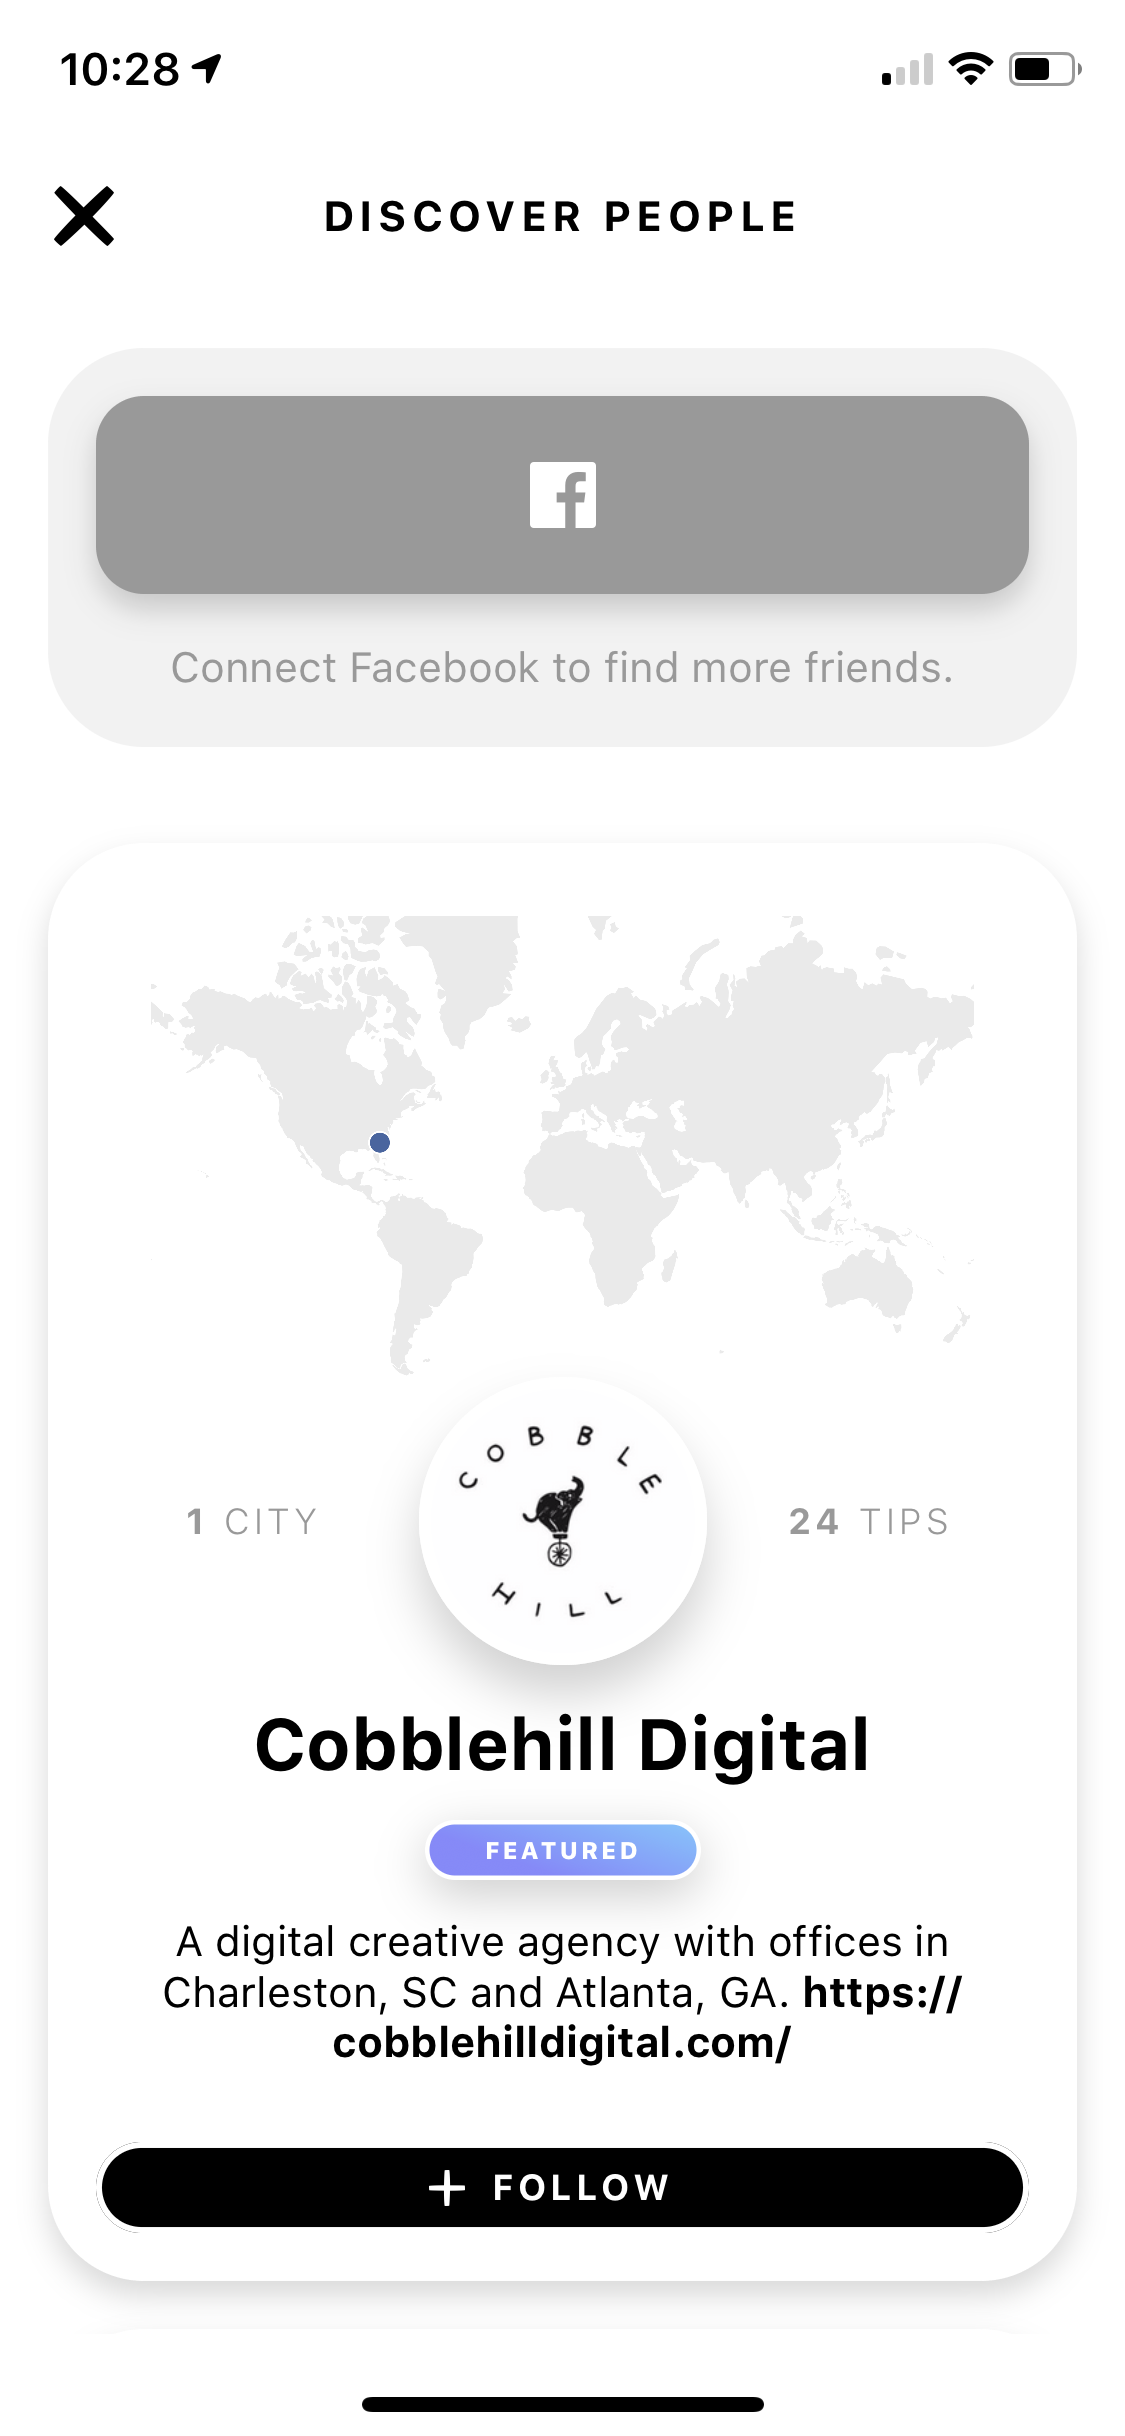 10:28
DISCOVER PEOPLE
Connect Facebook to find more friends.
COBBLE
HILL
1 CITY
24 TIPS
Cobblehill Digital
FEATURED
A digital creative agency with offices in
Charleston, SC and Atlanta, GA. https://
cobblehilldigital.com/
+ FOLLOW